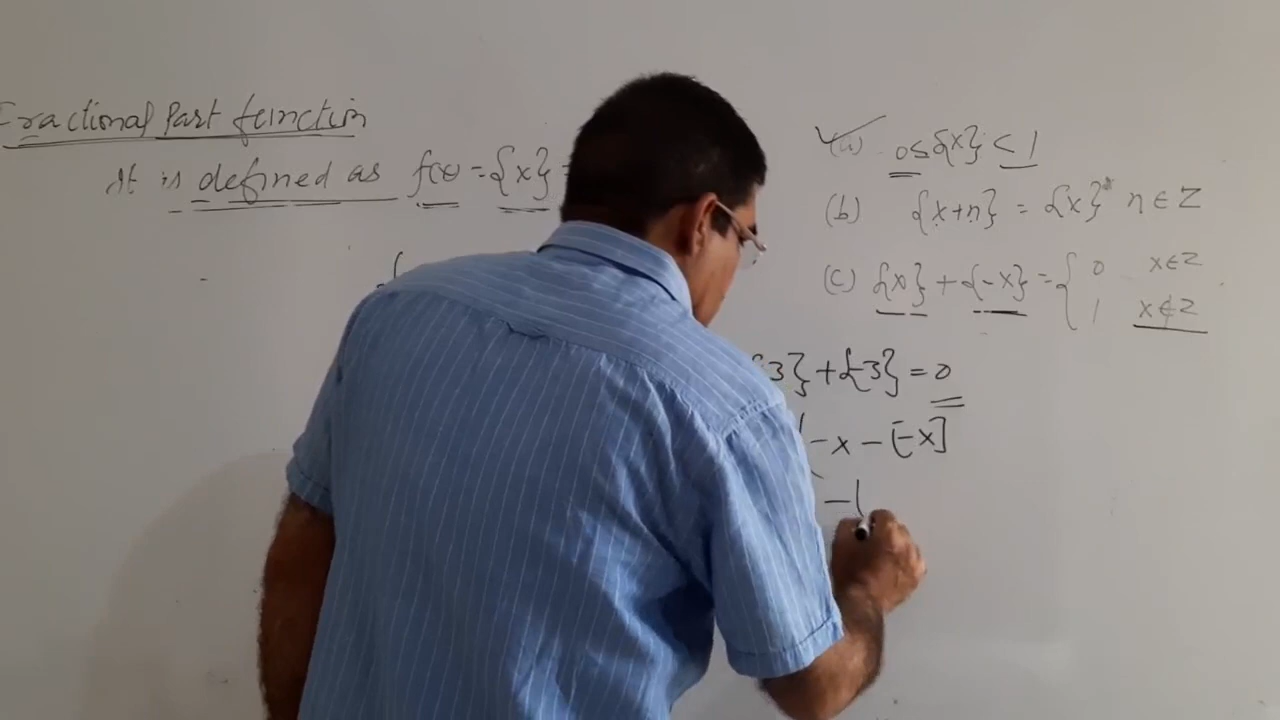 Fractional Part function
It is defined as f(x) = {x} =
{
(a) 0 ≤ {x} < 1
(b) {x+n} = {x} n ∈ Z
(c) {x} + {-x} = { 0 x ∈ Z
1 x ∉ Z
{3} + {-3} = 0
-x - [-x]
-1